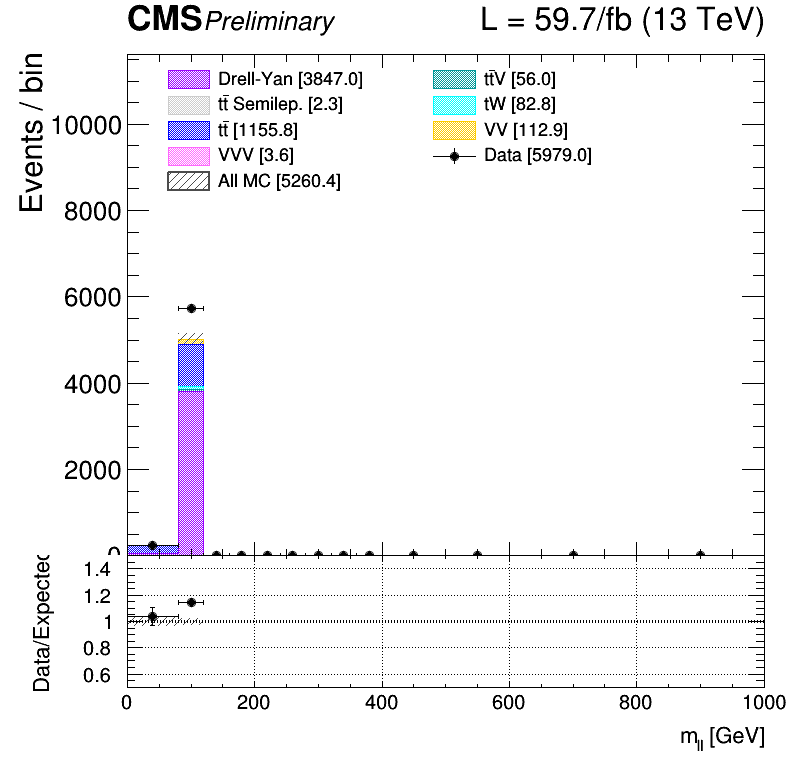 CMS Preliminary L = 59.7/fb (13 TeV)
Events / bin
Drell-Yan [3847.0]
tt̄ Semilep. [2.3]
tt̄ [1155.8]
VVV [3.6]
All MC [5260.4]
tt̄V [56.0]
tW [82.8]
VV [112.9]
Data [5979.0]
10000
8000
6000
4000
2000
0
Data/Expected
1.4
1.2
1
0.8
0.6
0 200 400 600 800 1000
m_ll [GeV]